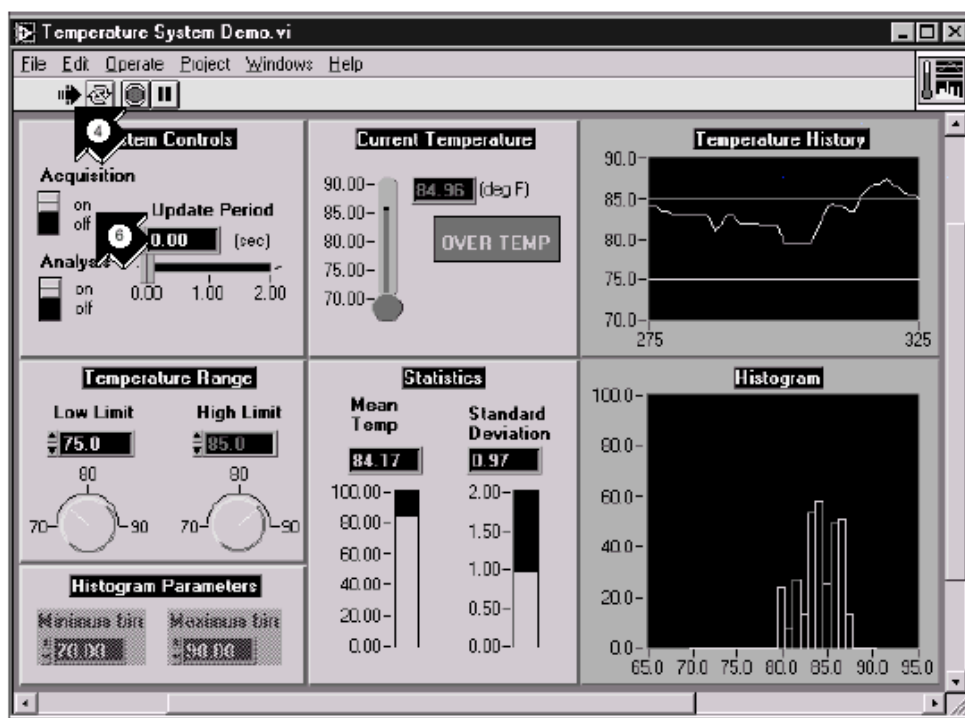 Temperature System Demo.vi
File Edit Operate Project Windows Help
4
System Controls
Acquisition
on
off
6
Update Period
0.00 (sec)
0.00 1.00 2.00
Analysis
on
off
Current Temperature
90.00
85.00
80.00
75.00
70.00
84.96 (deg F)
OVER TEMP
Temperature History
90.0
85.0
80.0
75.0
70.0
275 325
Temperature Range
Low Limit
75.0
80
70 90
High Limit
85.0
80
70 90
Histogram Parameters
Minimum bin
70.00
Maximum bin
90.00
Statistics
Mean
Temp
84.17
100.00
80.00
60.00
40.00
20.00
0.00
Standard
Deviation
0.97
2.00
1.50
1.00
0.50
0.00
Histogram
100.0
80.0
60.0
40.0
20.0
0.0
65.0 70.0 75.0 80.0 85.0 90.0 95.0